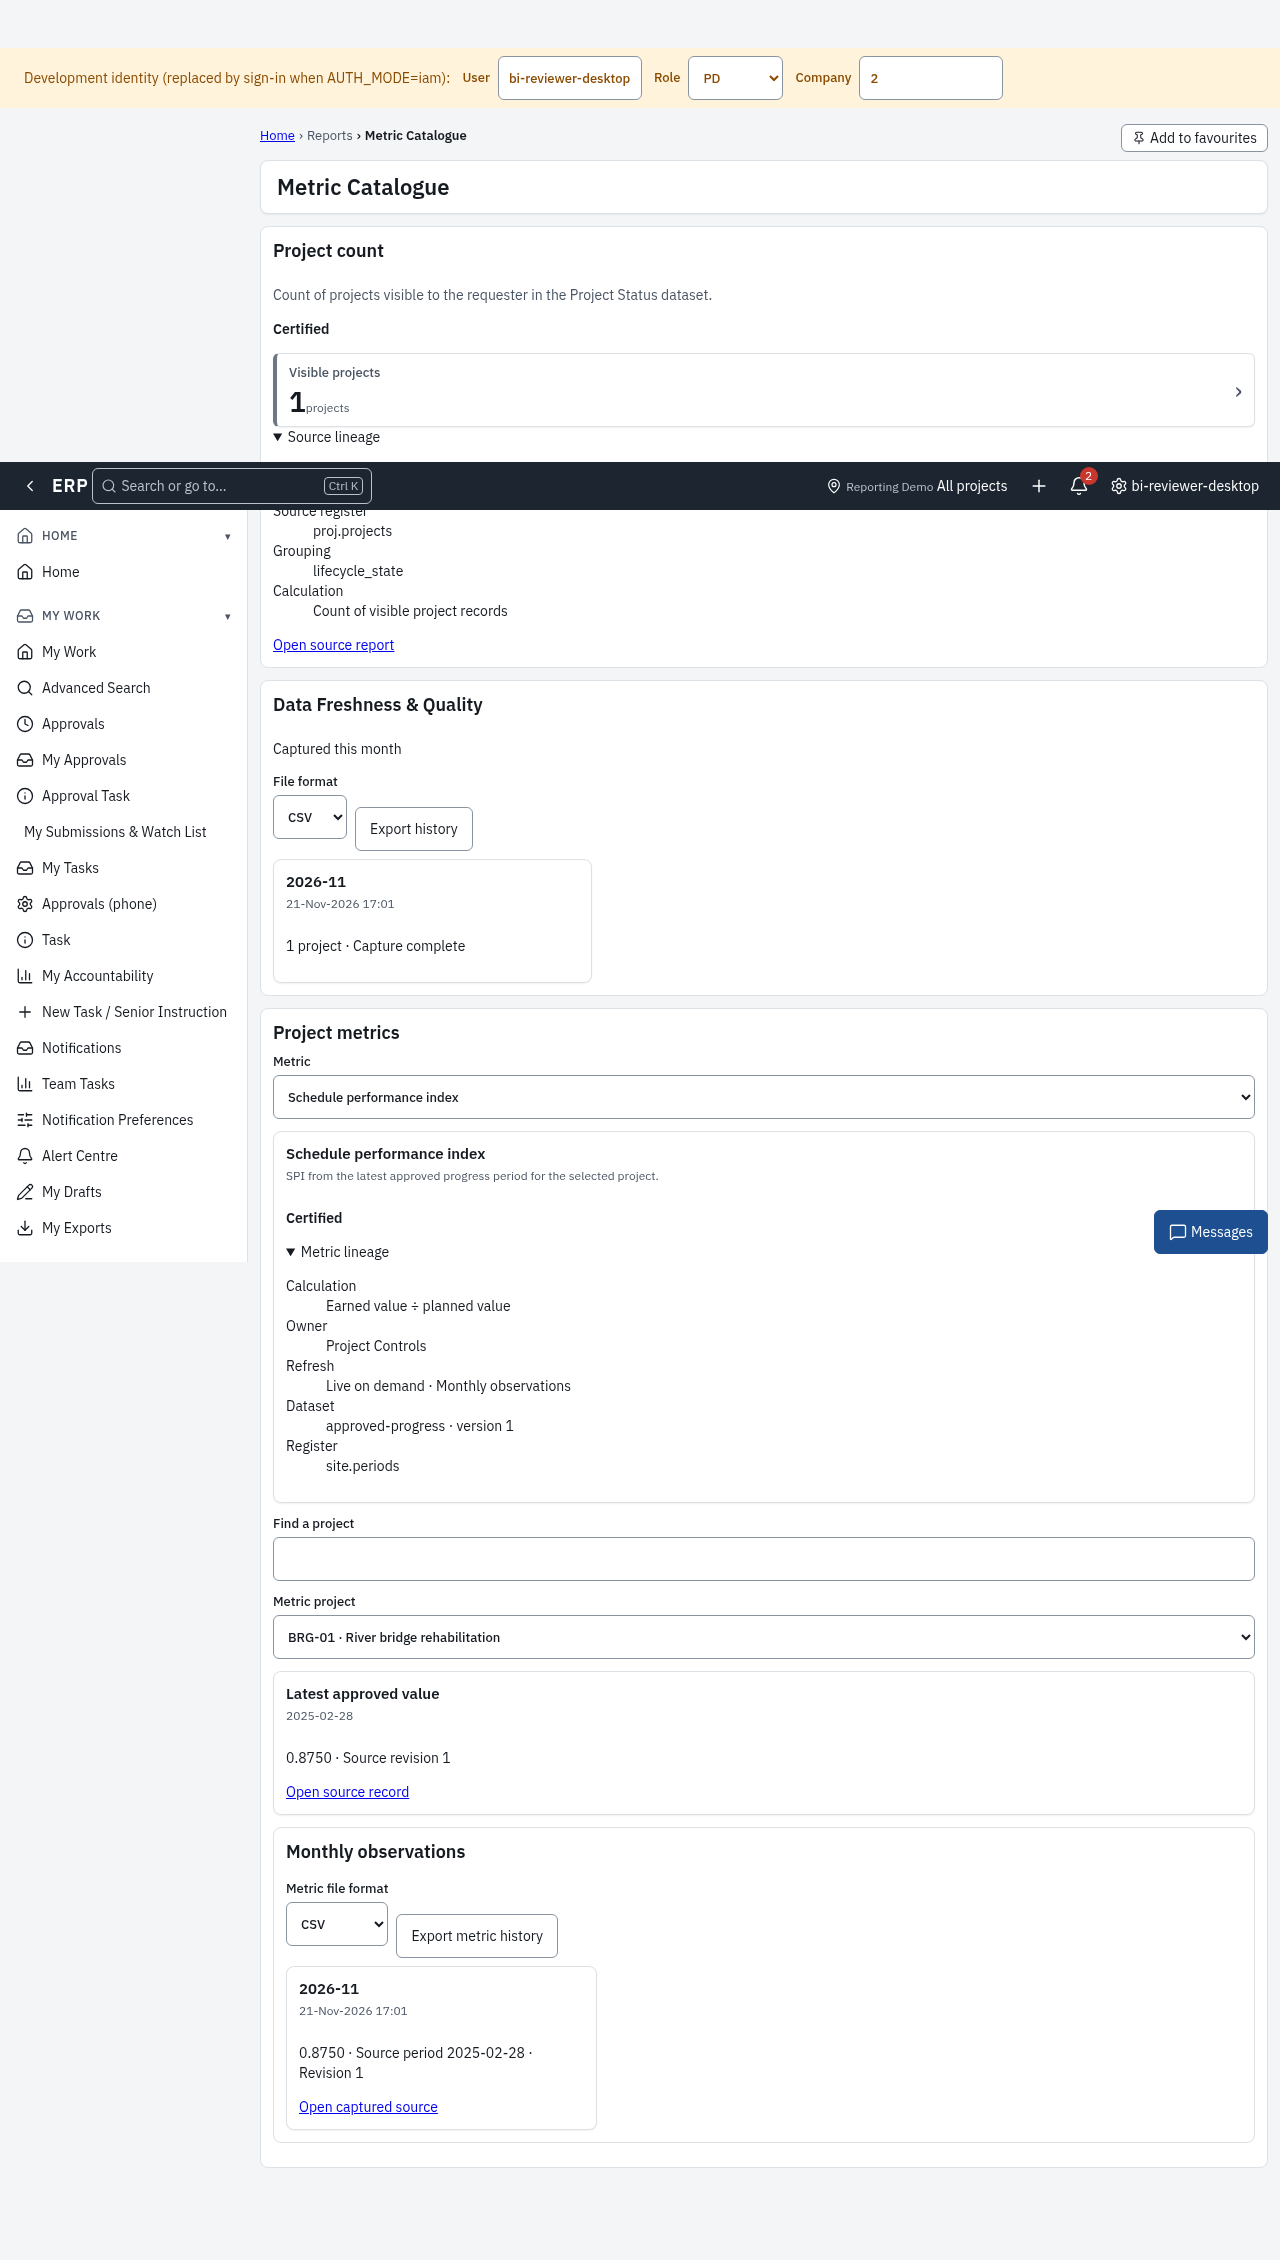 Development identity (replaced by sign-in when AUTH_MODE=iam): User bi-reviewer-desktop Role PD Company 2
Home › Reports › Metric Catalogue
Add to favourites
Metric Catalogue
Project count
Count of projects visible to the requester in the Project Status dataset.
Certified
Visible projects
1 projects
▼ Source lineage
ERP Search or go to... Ctrl K Reporting Demo All projects 2 bi-reviewer-desktop
Source register
proj.projects
Grouping
lifecycle_state
Calculation
Count of visible project records
Open source report
HOME
Home
MY WORK
My Work
Advanced Search
Approvals
My Approvals
Approval Task
My Submissions & Watch List
My Tasks
Approvals (phone)
Task
My Accountability
New Task / Senior Instruction
Notifications
Team Tasks
Notification Preferences
Alert Centre
My Drafts
My Exports
Data Freshness & Quality
Captured this month
File format
CSV
Export history
2026-11
21-Nov-2026 17:01
1 project · Capture complete
Project metrics
Metric
Schedule performance index
Schedule performance index
SPI from the latest approved progress period for the selected project.
Certified
Messages
▼ Metric lineage
Calculation
Earned value ÷ planned value
Owner
Project Controls
Refresh
Live on demand · Monthly observations
Dataset
approved-progress · version 1
Register
site.periods
Find a project
Metric project
BRG-01 · River bridge rehabilitation
Latest approved value
2025-02-28
0.8750 · Source revision 1
Open source record
Monthly observations
Metric file format
CSV
Export metric history
2026-11
21-Nov-2026 17:01
0.8750 · Source period 2025-02-28 ·
Revision 1
Open captured source